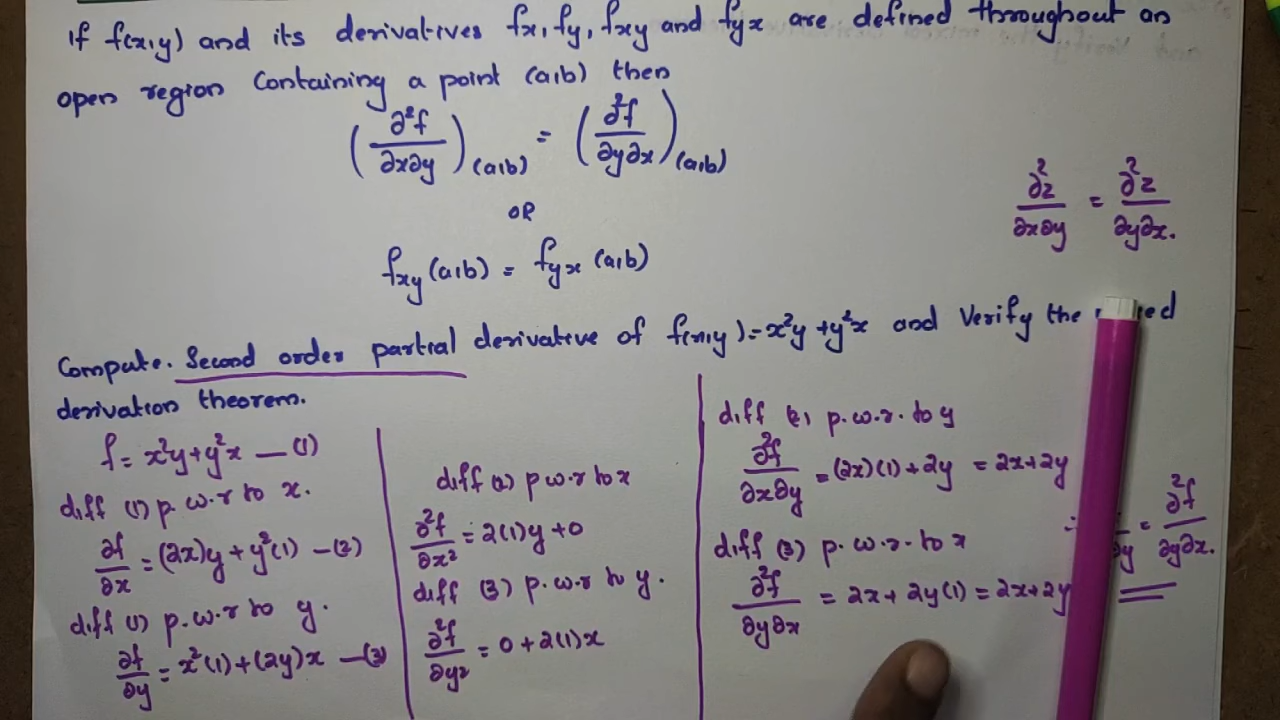 If f(x,y) and its derivatives fx, fy, fxy and fyx are defined throughout an
open region containing a point (a,b) then
(∂²f/∂x∂y)(a,b) = (∂²f/∂y∂x)(a,b)
OR
fxy (a,b) = fyx (a,b)
∂²z/∂x∂y = ∂²z/∂y∂x.
Compute. Second order partial derivative of f(x,y) = x²y + y²x and Verify the
derivation theorem.
f = x²y + y²x — (1)
diff (1) p. w. r to x.
∂f/∂x = (2x)y + y²(1) — (2)
diff (1) p. w. r to y.
∂f/∂y = x²(1) + (2y)x — (3)
diff (2) p w.r to x
∂²f/∂x² = 2(1)y + 0
diff (3) p. w. r to y.
∂²f/∂y² = 0 + 2(1)x
diff (2) p. w. r. to y
∂²f/∂x∂y = (2x)(1) + 2y = 2x+2y
diff (3) p. w. r. to x
∂²f/∂y∂x = 2x + 2y(1) = 2x+2y
= ∂²f/∂y∂x.